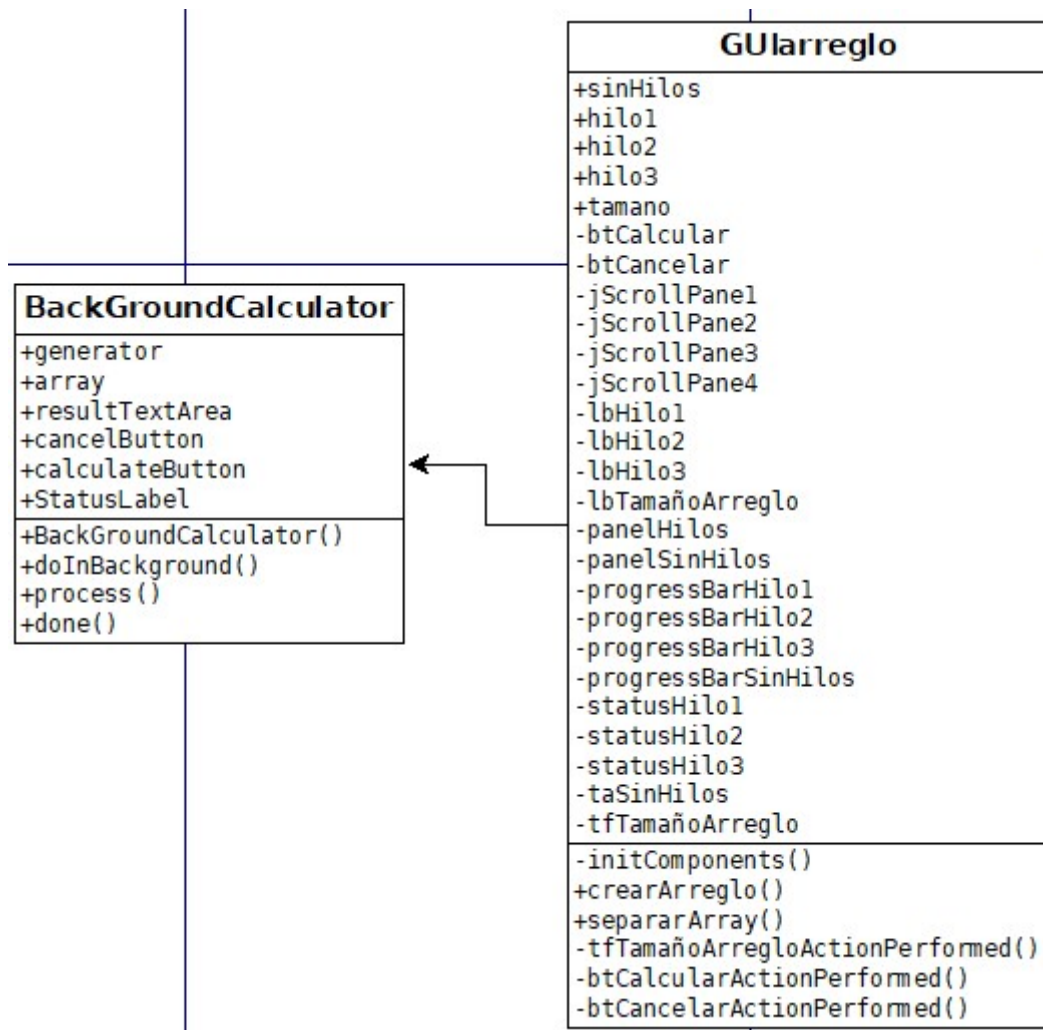 GUIarreglo
+sinHilos
+hilo1
+hilo2
+hilo3
+tamano
-btCalcular
-btCancelar
-jScrollPane1
-jScrollPane2
-jScrollPane3
-jScrollPane4
-lbHilo1
-lbHilo2
-lbHilo3
-lbTamañoArreglo
-panelHilos
-panelSinHilos
-progressBarHilo1
-progressBarHilo2
-progressBarHilo3
-progressBarSinHilos
-statusHilo1
-statusHilo2
-statusHilo3
-taSinHilos
-tfTamañoArreglo
-initComponents()
+crearArreglo()
+separarArray()
-tfTamañoArregloActionPerformed()
-btCalcularActionPerformed()
-btCancelarActionPerformed()
BackGroundCalculator
+generator
+array
+resultTextArea
+cancelButton
+calculateButton
+StatusLabel
+BackGroundCalculator()
+doInBackground()
+process()
+done()